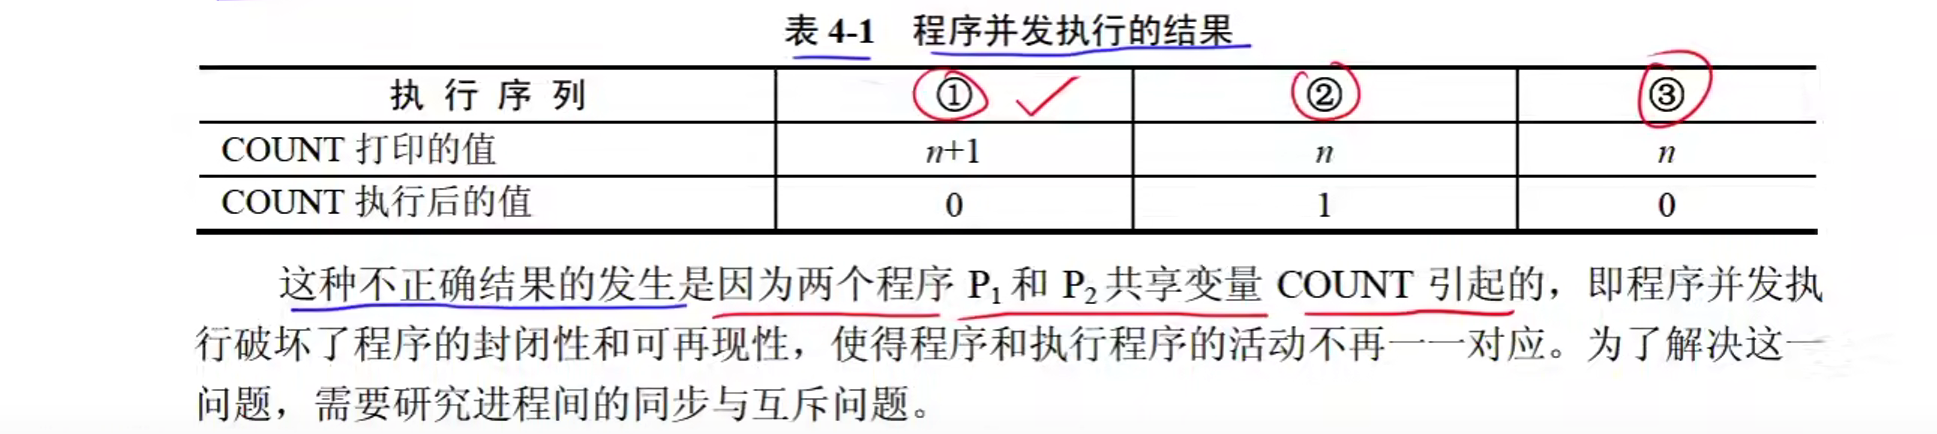 表 4-1 程序并发执行的结果
执 行 序 列 ① ② ③
COUNT 打印的值 n+1 n n
COUNT 执行后的值 0 1 0
这种不正确结果的发生是因为两个程序 P₁ 和 P₂ 共享变量 COUNT 引起的，即程序并发执
行破坏了程序的封闭性和可再现性，使得程序和执行程序的活动不再一一对应。为了解决这一
问题，需要研究进程间的同步与互斥问题。